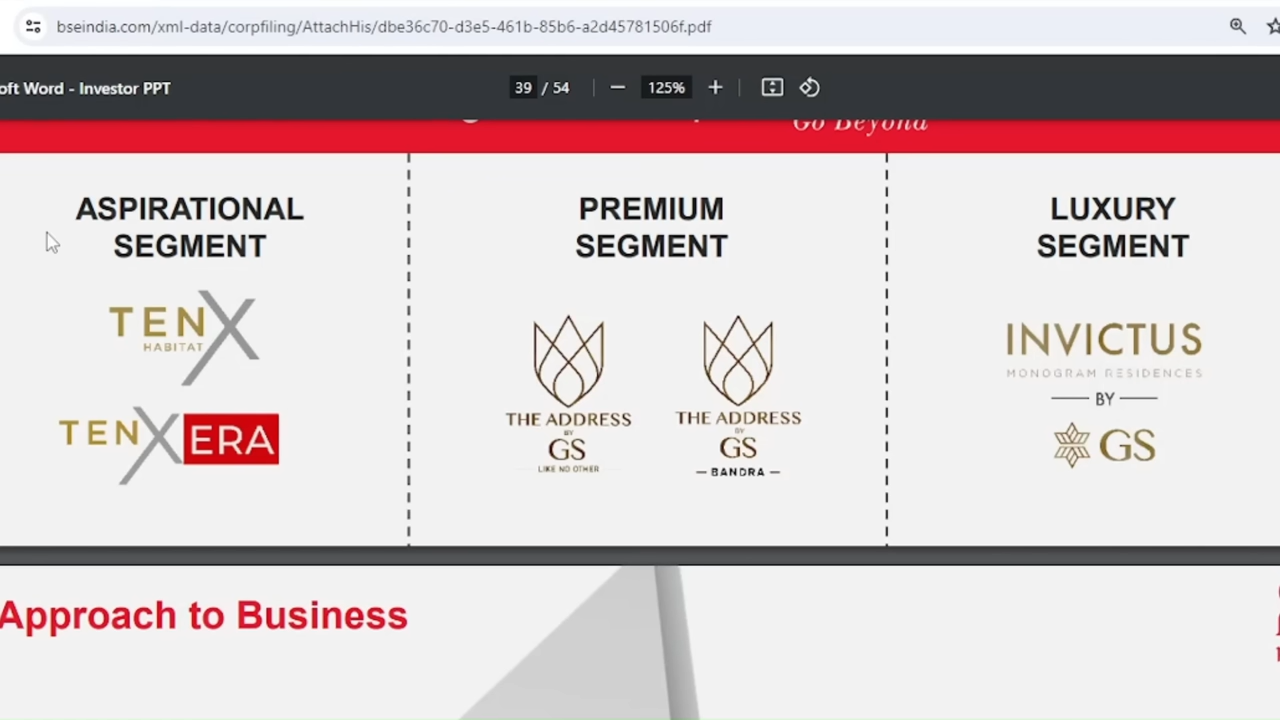 bseindia.com/xml-data/corpfiling/AttachHis/dbe36c70-d3e5-461b-85b6-a2d45781506f.pdf
oft Word - Investor PPT
39 / 54
125%
Go Beyond
ASPIRATIONAL
SEGMENT
TEN X
HABITAT
TEN X ERA
PREMIUM
SEGMENT
THE ADDRESS
BY
GS
LIKE NO OTHER
THE ADDRESS
BY
GS
BANDRA
LUXURY
SEGMENT
INVICTUS
MONOGRAM RESIDENCES
BY
GS
Approach to Business